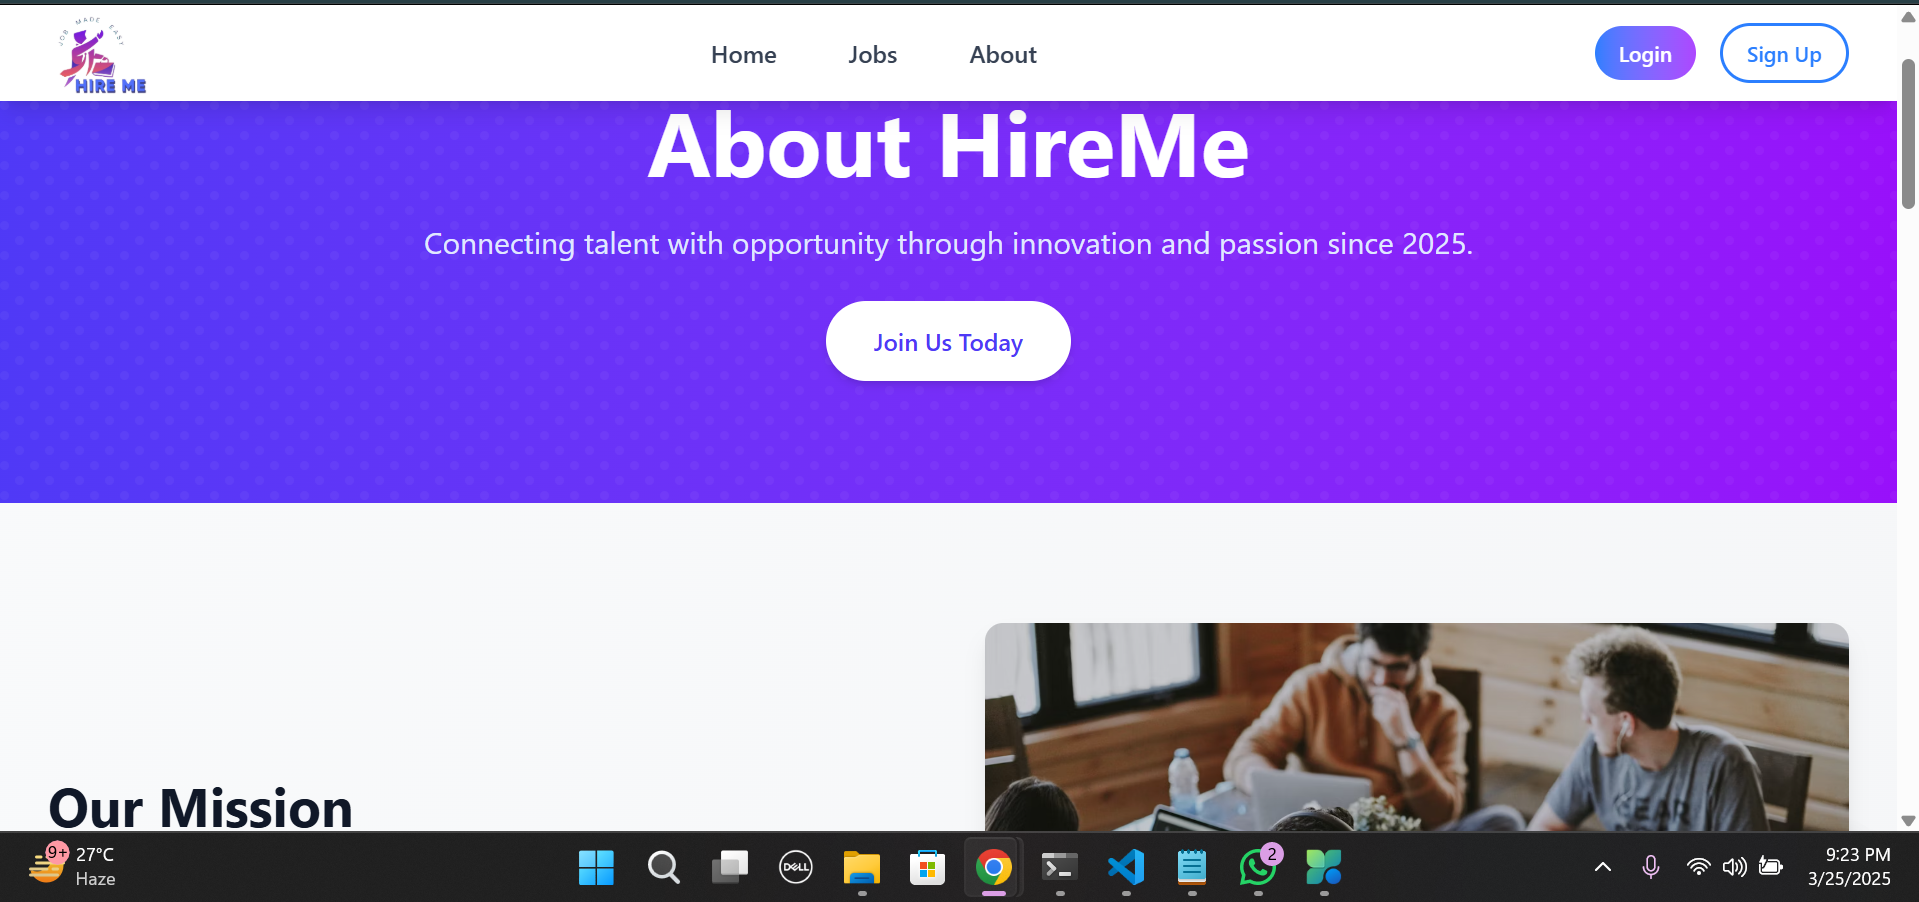 JOB MADE EASY
HIRE ME
Home
Jobs
About
Login
Sign Up
About HireMe
Connecting talent with opportunity through innovation and passion since 2025.
Join Us Today
Our Mission
GEAR
9+
27°C
Haze
DELL
2
9:23 PM
3/25/2025